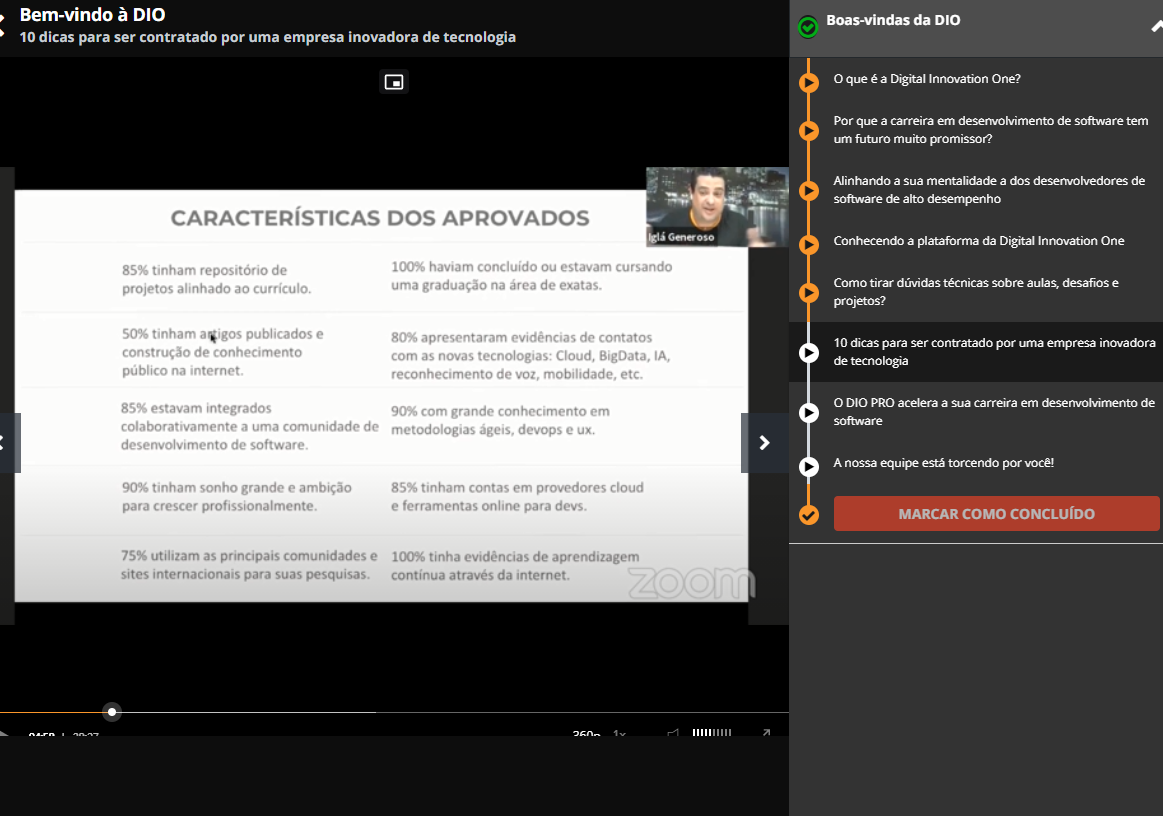 Bem-vindo à DIO
10 dicas para ser contratado por uma empresa inovadora de tecnologia
CARACTERÍSTICAS DOS APROVADOS
Iglá Generoso
85% tinham repositório de
projetos alinhado ao currículo.
50% tinham artigos publicados e
construção de conhecimento
público na internet.
85% estavam integrados
colaborativamente a uma comunidade de
desenvolvimento de software.
90% tinham sonho grande e ambição
para crescer profissionalmente.
75% utilizam as principais comunidades e
sites internacionais para suas pesquisas.
100% haviam concluído ou estavam cursando
uma graduação na área de exatas.
80% apresentaram evidências de contatos
com as novas tecnologias: Cloud, BigData, IA,
reconhecimento de voz, mobilidade, etc.
90% com grande conhecimento em
metodologias ágeis, devops e ux.
85% tinham contas em provedores cloud
e ferramentas online para devs.
100% tinha evidências de aprendizagem
contínua através da internet.
zoom
360p 1x
Boas-vindas da DIO
O que é a Digital Innovation One?
Por que a carreira em desenvolvimento de software tem
um futuro muito promissor?
Alinhando a sua mentalidade a dos desenvolvedores de
software de alto desempenho
Conhecendo a plataforma da Digital Innovation One
Como tirar dúvidas técnicas sobre aulas, desafios e
projetos?
10 dicas para ser contratado por uma empresa inovadora
de tecnologia
O DIO PRO acelera a sua carreira em desenvolvimento de
software
A nossa equipe está torcendo por você!
MARCAR COMO CONCLUÍDO